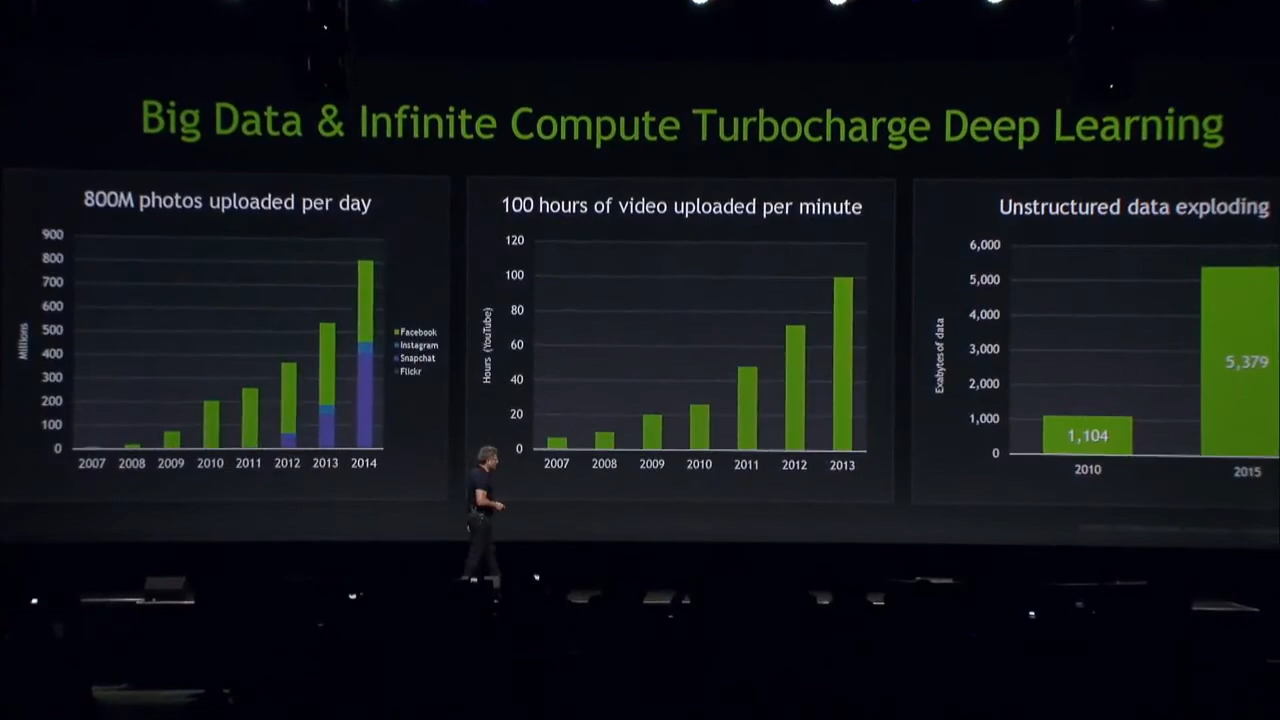 Big Data & Infinite Compute Turbocharge Deep Learning
800M photos uploaded per day
900
800
700
600
500
400
300
200
100
0
Millions
2007 2008 2009 2010 2011 2012 2013 2014
Facebook
Instagram
Snapchat
Flickr
100 hours of video uploaded per minute
120
100
80
60
40
20
0
Hours (YouTube)
2007 2008 2009 2010 2011 2012 2013
Unstructured data exploding
6,000
5,000
4,000
3,000
2,000
1,000
0
Exabytes of data
1,104
5,379
2010 2015